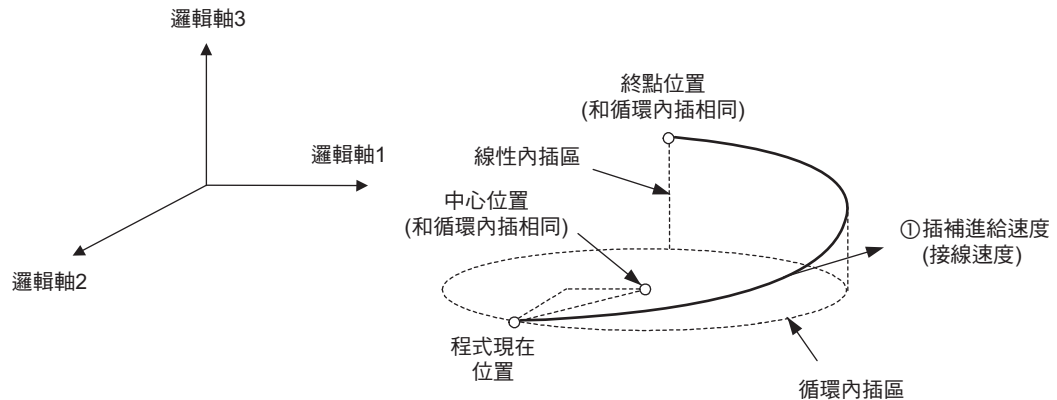 邏輯軸3
邏輯軸1
邏輯軸2
終點位置
(和循環內插相同)
線性內插區
中心位置
(和循環內插相同)
①插補進給速度
(接線速度)
程式現在
位置
循環內插區